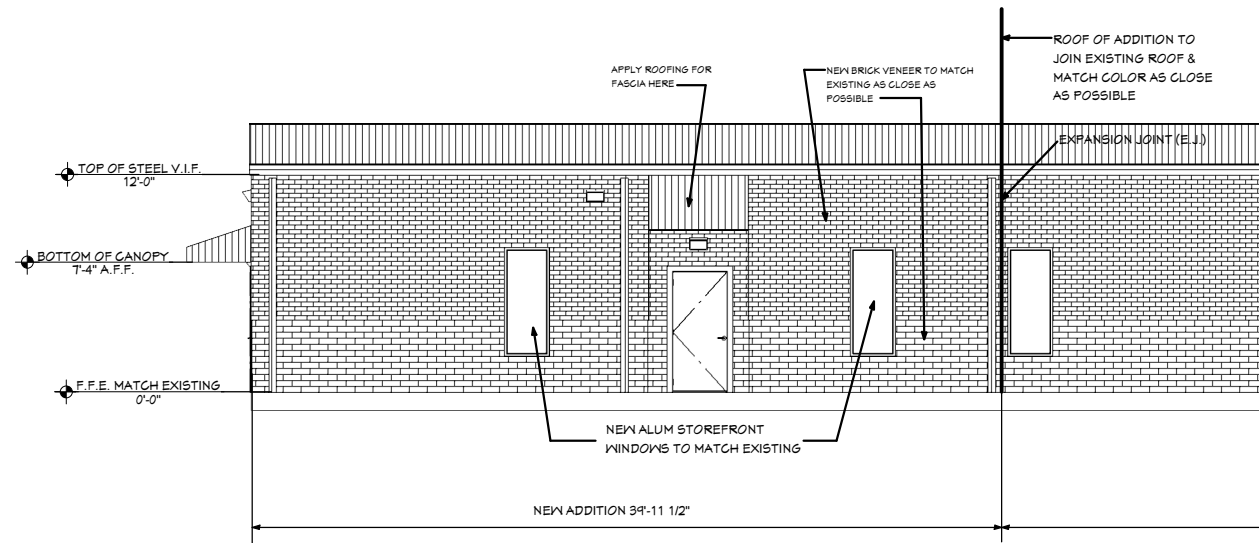 ROOF OF ADDITION TO
JOIN EXISTING ROOF &
MATCH COLOR AS CLOSE
AS POSSIBLE
APPLY ROOFING FOR
FASCIA HERE
NEW BRICK VENEER TO MATCH
EXISTING AS CLOSE AS
POSSIBLE
EXPANSION JOINT (E.J.)
TOP OF STEEL V.I.F.
12'-0"
BOTTOM OF CANOPY
7'-4" A.F.F.
F.F.E. MATCH EXISTING
0'-0"
NEW ALUM STOREFRONT
WINDOWS TO MATCH EXISTING
NEW ADDITION 39'-11 1/2"